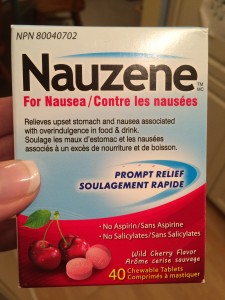 NPN 80040702
Nauzene™
MC
For Nausea/Contre les nausées
Relieves upset stomach and nausea associated
with overindulgence in food & drink.
Soulage les maux d'estomac et les nausées
associés à un excès de nourriture et de boisson.
PROMPT RELIEF
SOULAGEMENT RAPIDE
• No Aspirin/Sans Aspirine
• No Salicylates/Sans Salicylates
Wild Cherry Flavor
Arôme cerise sauvage
40 Chewable Tablets
Comprimés à mastiquer